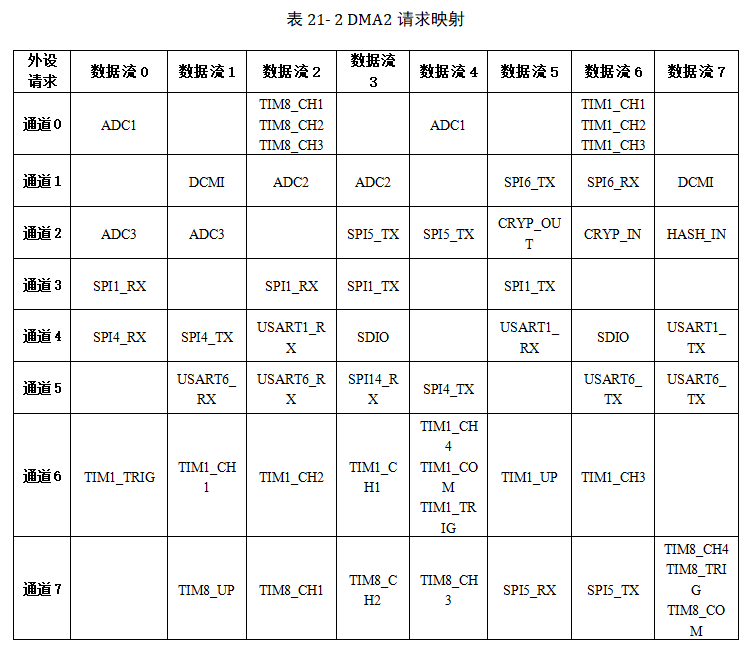 表 21- 2 DMA2 请求映射
外设请求 数据流0 数据流1 数据流2 数据流3 数据流4 数据流5 数据流6 数据流7
通道0 ADC1 TIM8_CH1 TIM8_CH2 TIM8_CH3 ADC1 TIM1_CH1 TIM1_CH2 TIM1_CH3
通道1 DCMI ADC2 ADC2 SPI6_TX SPI6_RX DCMI
通道2 ADC3 ADC3 SPI5_TX SPI5_TX CRYP_OUT CRYP_IN HASH_IN
通道3 SPI1_RX SPI1_RX SPI1_TX SPI1_TX
通道4 SPI4_RX SPI4_TX USART1_RX SDIO USART1_RX SDIO USART1_TX
通道5 USART6_RX USART6_RX SPI14_RX SPI4_TX USART6_TX USART6_TX
通道6 TIM1_TRIG TIM1_CH1 TIM1_CH2 TIM1_CH1 TIM1_CH4 TIM1_COM TIM1_TRIG TIM1_UP TIM1_CH3
通道7 TIM8_UP TIM8_CH1 TIM8_CH2 TIM8_CH3 SPI5_RX SPI5_TX TIM8_CH4 TIM8_TRIG TIM8_COM